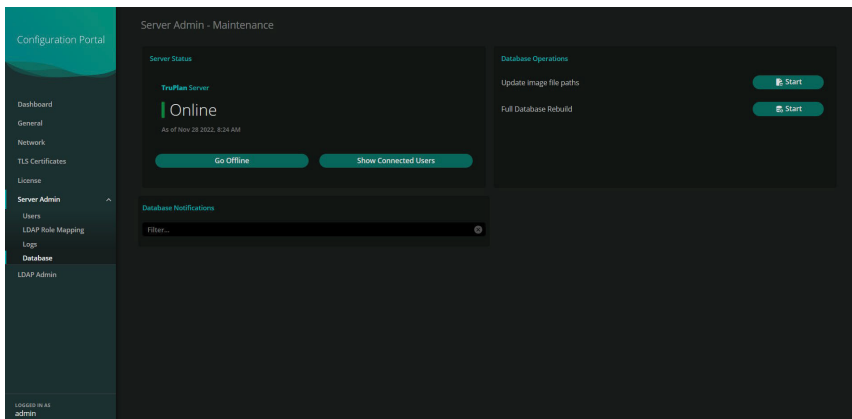 Configuration Portal
Dashboard
General
Network
TLS Certificates
License
Server Admin
Users
LDAP Role Mapping
Logs
Database
LDAP Admin
LOGGED IN AS
admin
Server Admin - Maintenance
Server Status
TruPlan Server
Online
As of Nov 28 2022, 8:24 AM
Go Offline
Show Connected Users
Database Operations
Update image file paths
Start
Full Database Rebuild
Start
Database Notifications
Filter...